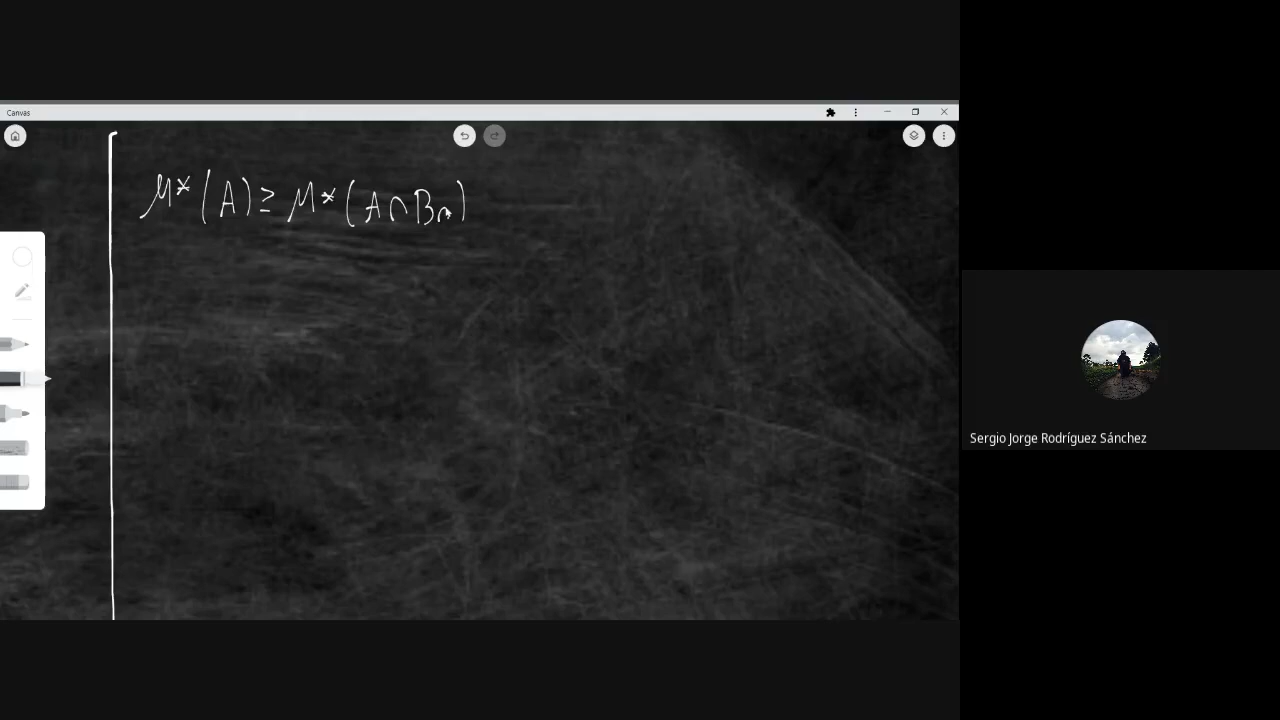 Canvas
μ*(A) ≥ μ*(A∩Bₙ)
Sergio Jorge Rodríguez Sánchez